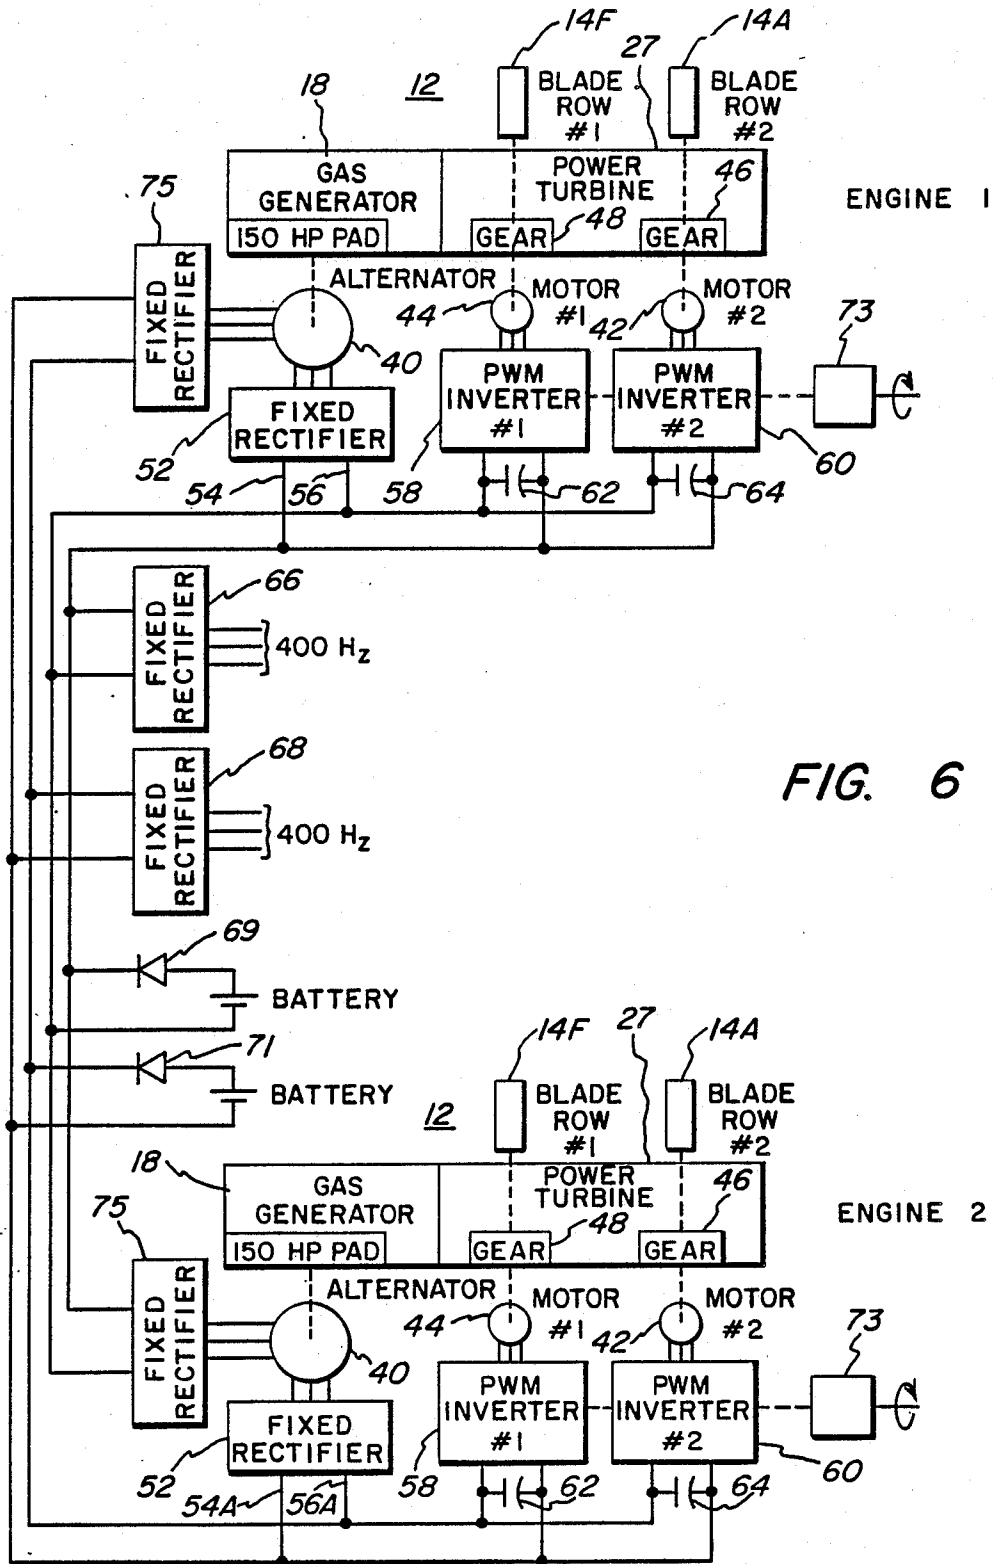 14F
14A
27
18
12
BLADE
ROW
#1
BLADE
ROW
#2
GAS
GENERATOR
POWER
TURBINE
46
75
ENGINE 1
150 HP PAD
GEAR
48
GEAR
FIXED
RECTIFIER
ALTERNATOR
44
MOTOR
#1
42
MOTOR
#2
73
40
FIXED
RECTIFIER
PWM
INVERTER
#1
PWM
INVERTER
#2
52
54
56
58
62
64
60
FIXED
RECTIFIER
66
400 Hz
FIXED
RECTIFIER
68
400 Hz
FIG. 6
69
BATTERY
71
BATTERY
14F
27
14A
12
BLADE
ROW
#1
BLADE
ROW
#2
18
GAS
GENERATOR
POWER
TURBINE
46
75
ENGINE 2
150 HP PAD
GEAR
48
GEAR
FIXED
RECTIFIER
ALTERNATOR
44
MOTOR
#1
42
MOTOR
#2
73
40
FIXED
RECTIFIER
PWM
INVERTER
#1
PWM
INVERTER
#2
52
54A
56A
58
62
64
60